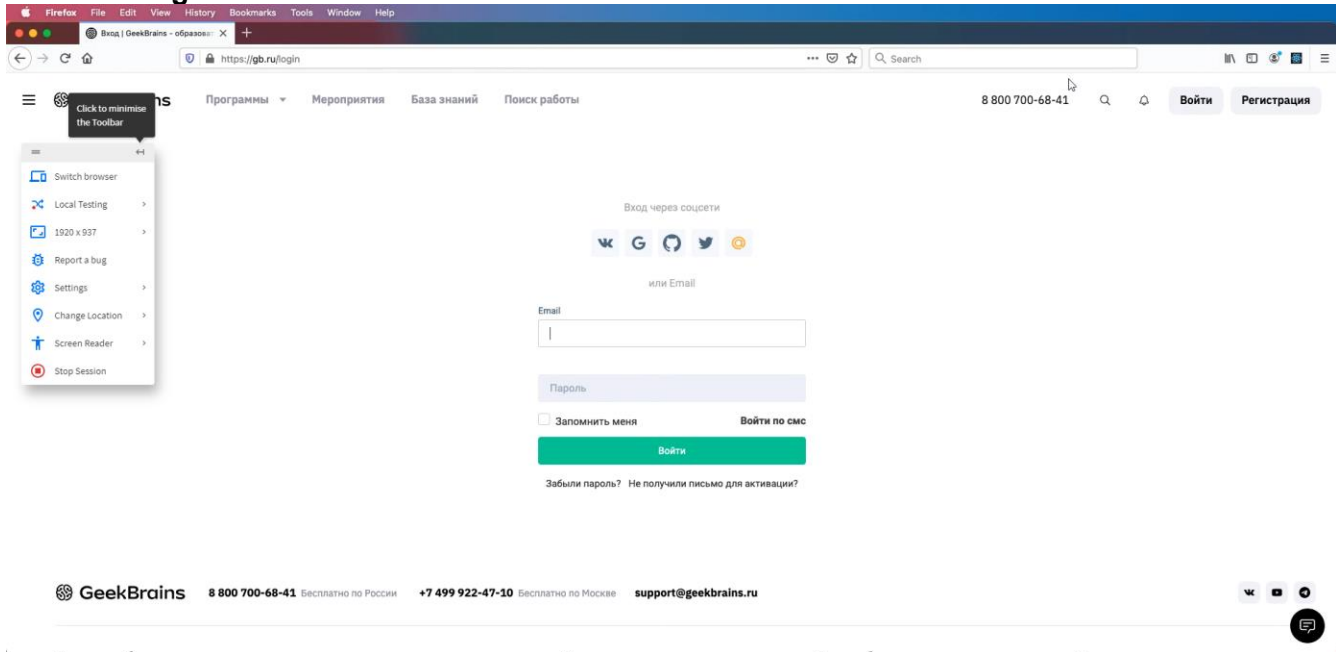 Firefox File Edit View History Bookmarks Tools Window Help
Вход | GeekBrains - образоват
https://gb.ru/login
Search
ns Программы Мероприятия База знаний Поиск работы 8 800 700-68-41 Войти Регистрация
Click to minimise
the Toolbar
Switch browser
Local Testing
1920 x 937
Report a bug
Settings
Change Location
Screen Reader
Stop Session
Вход через соцсети
или Email
Email
Пароль
Запомнить меня Войти по смс
Войти
Забыли пароль? Не получили письмо для активации?
GeekBrains 8 800 700-68-41 Бесплатно по России +7 499 922-47-10 Бесплатно по Москве support@geekbrains.ru